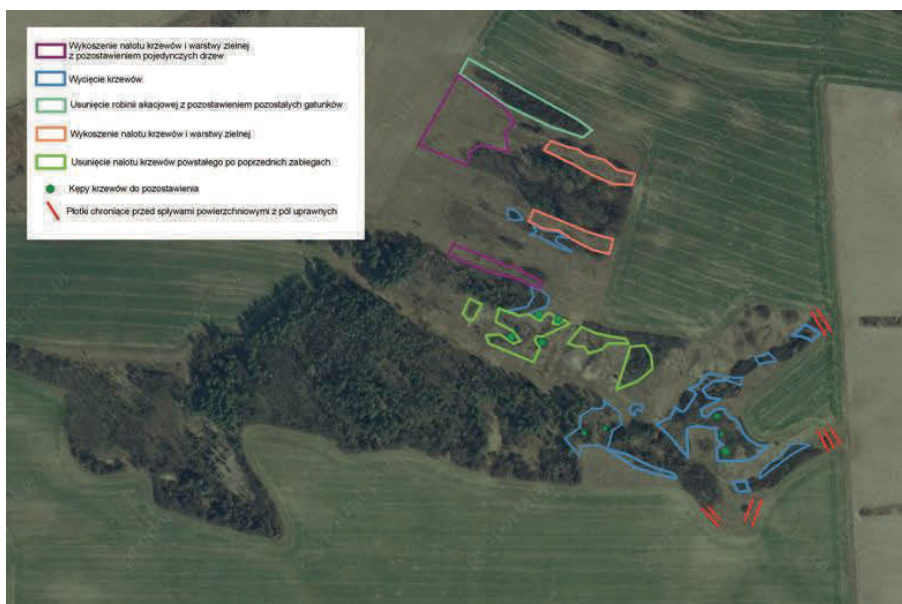 Wykoszenie nalotu krzewów i warstwy zielnej
z pozostawieniem pojedynczych drzew
Wycięcie krzewów
Usunięcie robinii akacjowej z pozostawieniem pozostałych gatunków
Wykoszenie nalotu krzewów i warstwy zielnej
Usunięcie nalotu krzewów powstałego po poprzednich zabiegach
Kępy krzewów do pozostawienia
Płotki chroniące przed spływami powierzchniowymi z pól uprawnych